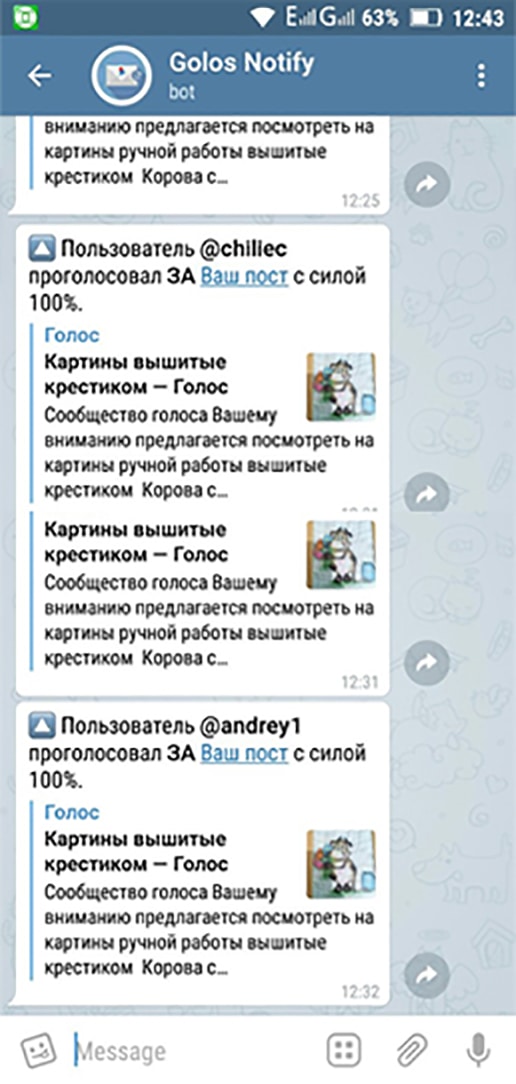 E G 63% 12:43
Golos Notify
bot
вниманию предлагается посмотреть на
картины ручной работы вышитые
крестиком Корова с...
12:25
Пользователь @chiliec
проголосовал ЗА Ваш пост с силой
100%.
Голос
Картины вышитые
крестиком — Голос
Сообщество голоса Вашему
вниманию предлагается посмотреть на
картины ручной работы вышитые
крестиком Корова с...
Картины вышитые
крестиком — Голос
Сообщество голоса Вашему
вниманию предлагается посмотреть на
картины ручной работы вышитые
крестиком Корова с...
12:31
Пользователь @andrey1
проголосовал ЗА Ваш пост с силой
100%.
Голос
Картины вышитые
крестиком — Голос
Сообщество голоса Вашему
вниманию предлагается посмотреть на
картины ручной работы вышитые
крестиком Корова с...
12:32
Message